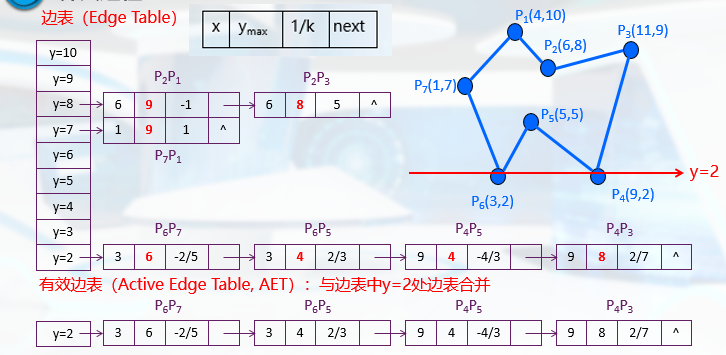 边表（Edge Table）
x ymax 1/k next
P₁(4,10)
P₃(11,9)
P₂(6,8)
P₇(1,7)
P₅(5,5)
y=2
P₆(3,2)
P₄(9,2)
y=10
y=9
P₂P₁ P₂P₃
y=8 6 9 -1 6 8 5 ^
y=7 1 9 1 ^
P₇P₁
y=6
y=5
y=4
y=3
P₆P₇ P₆P₅ P₄P₅ P₄P₃
y=2 3 6 -2/5 3 4 2/3 9 4 -4/3 9 8 2/7 ^
有效边表（Active Edge Table, AET）：与边表中y=2处边表合并
P₆P₇ P₆P₅ P₄P₅ P₄P₃
y=2 3 6 -2/5 3 4 2/3 9 4 -4/3 9 8 2/7 ^